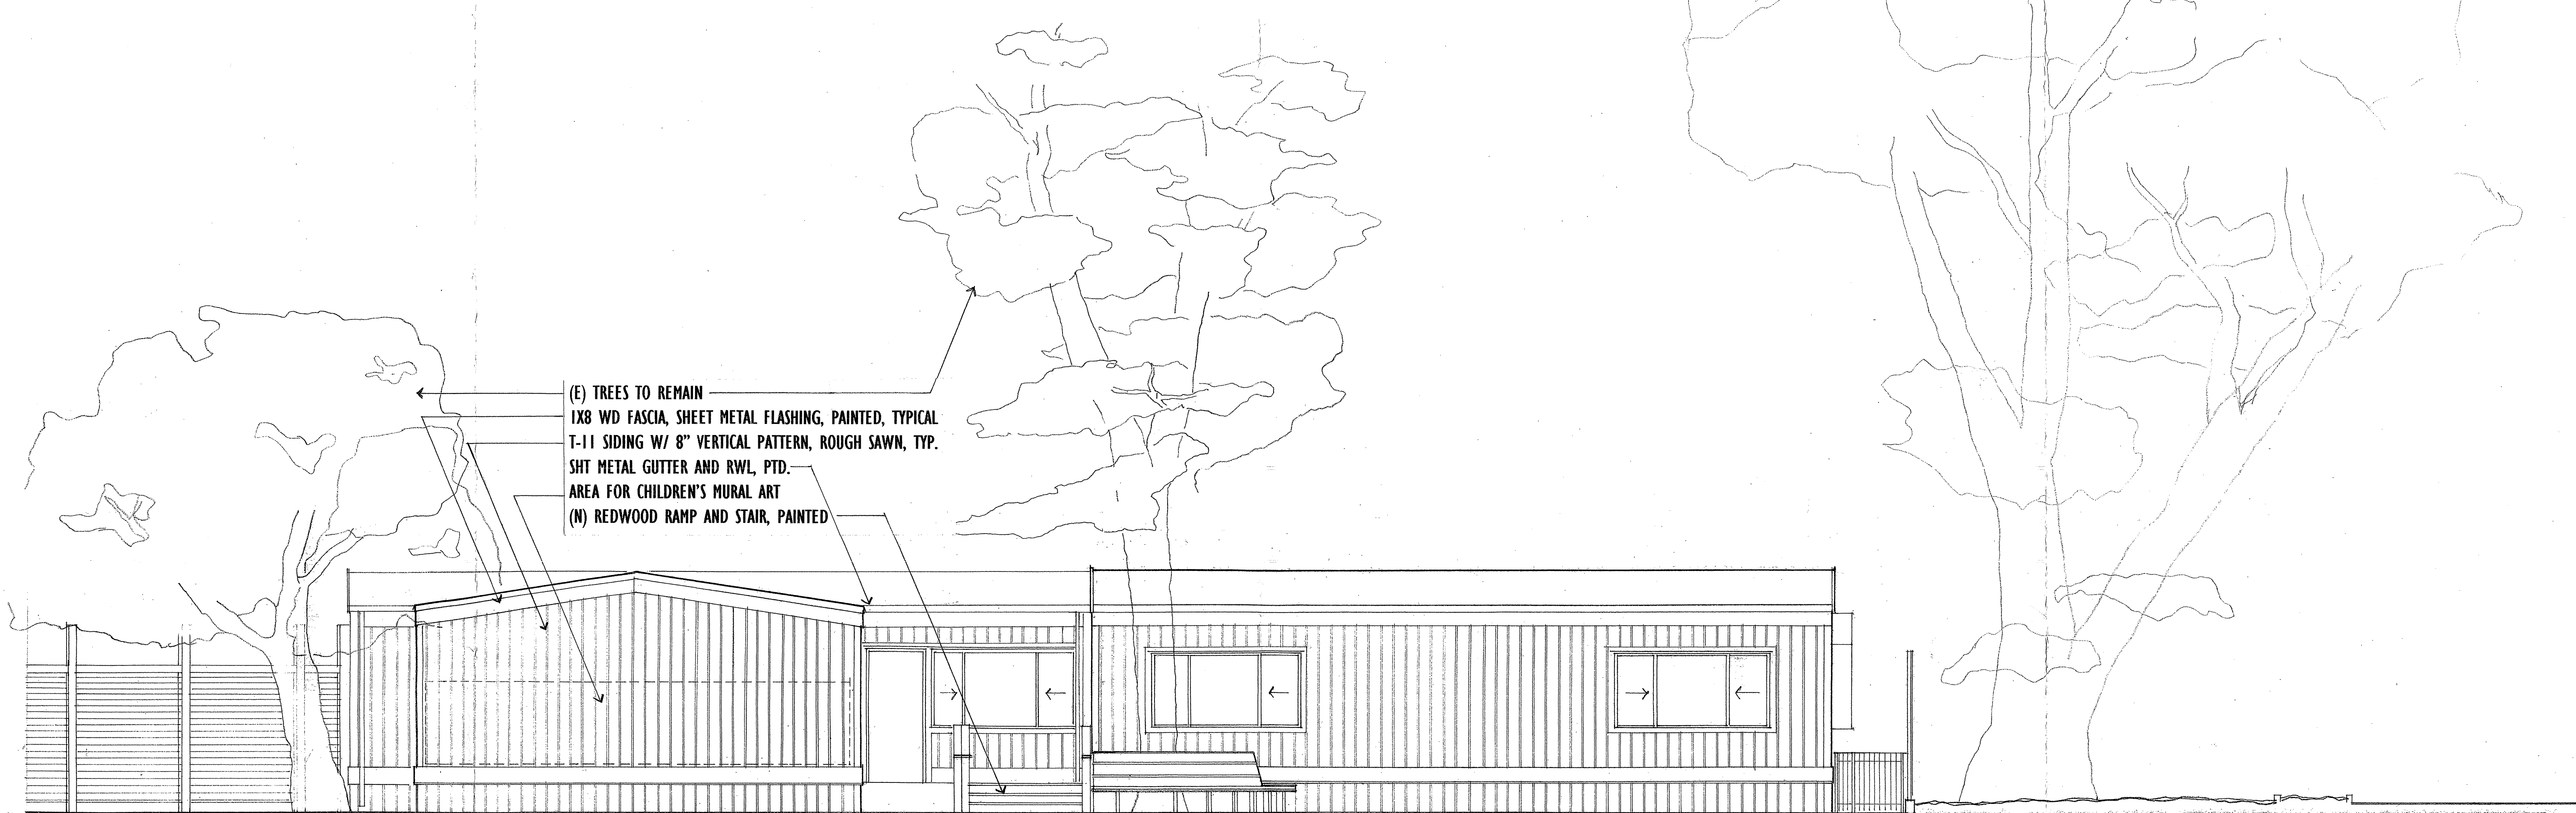 (E) TREES TO REMAIN
1X8 WD FASCIA, SHEET METAL FLASHING, PAINTED, TYPICAL
T-11 SIDING W/ 8" VERTICAL PATTERN, ROUGH SAWN, TYP.
SHT METAL GUTTER AND RWL, PTD.
AREA FOR CHILDREN'S MURAL ART
(N) REDWOOD RAMP AND STAIR, PAINTED